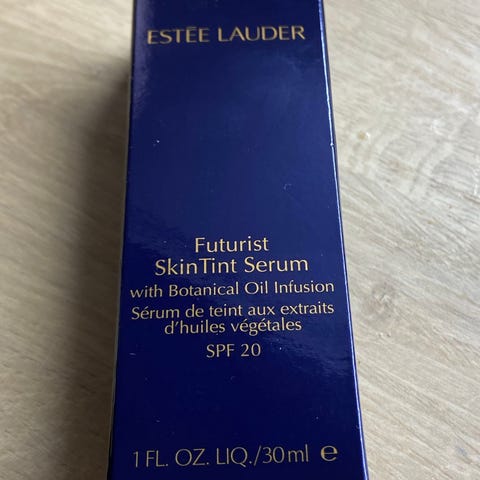 ESTĒE LAUDER
Futurist
SkinTint Serum
with Botanical Oil Infusion
Sérum de teint aux extraits
d'huiles végétales
SPF 20
1 FL. OZ. LIQ./30ml e